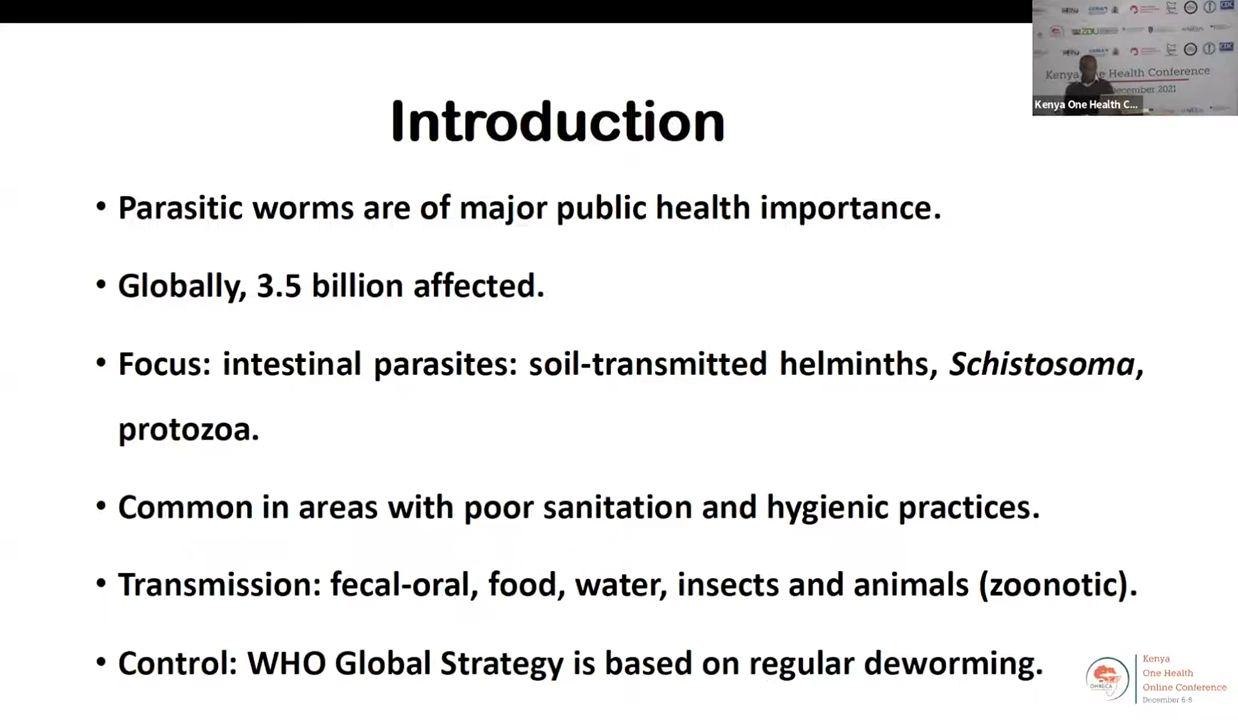 Kenya One Health Conference
December 2021
Kenya One Health C...
Introduction
• Parasitic worms are of major public health importance.
• Globally, 3.5 billion affected.
• Focus: intestinal parasites: soil-transmitted helminths, Schistosoma,
protozoa.
• Common in areas with poor sanitation and hygienic practices.
• Transmission: fecal-oral, food, water, insects and animals (zoonotic).
• Control: WHO Global Strategy is based on regular deworming.
OHRECA
Kenya
One Health
Online Conference
December 6-8